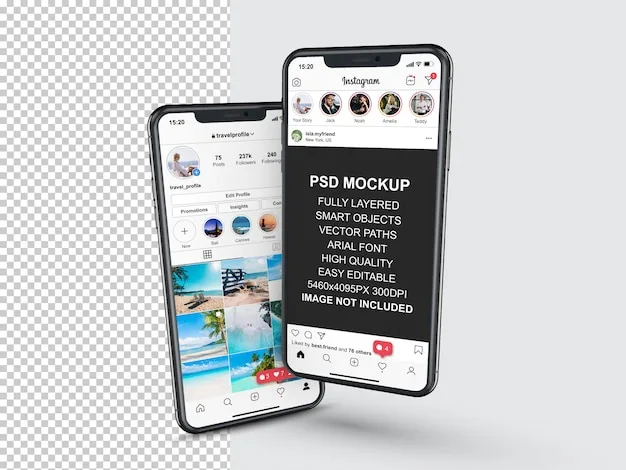 15:20
travelprofile
75
237k
240
Posts
Followers
Following
travel_profile
Edit Profile
Promotions
Insights
New
Bali
Canvas
Hawaii
3
7
15:20
Instagram
Your Story
Jack
Noah
Amelia
Teddy
isla.myfriend
New York, US
PSD MOCKUP
FULLY LAYERED
SMART OBJECTS
VECTOR PATHS
ARIAL FONT
HIGH QUALITY
EASY EDITABLE
5460x4095PX 300DPI
IMAGE NOT INCLUDED
Liked by best.friend and 76 others
4